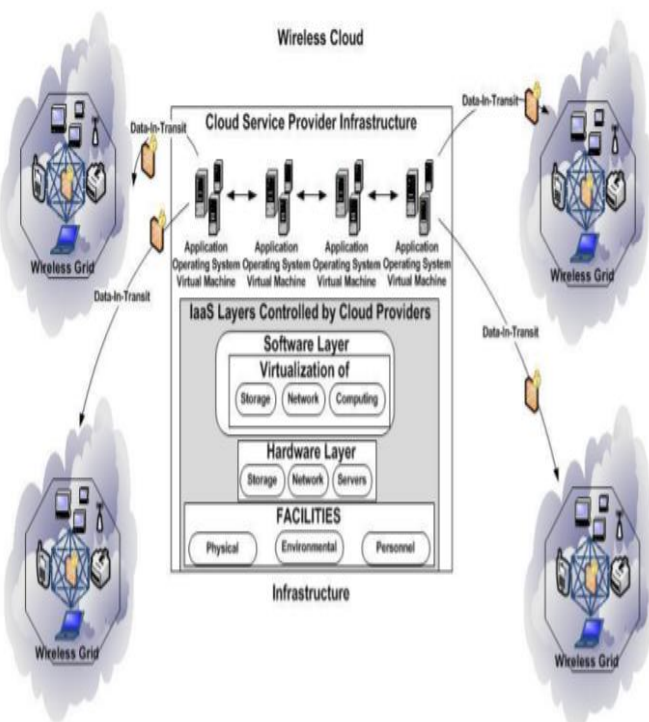 Wireless Cloud
Data-In-Transit
Data-In-Transit
Cloud Service Provider Infrastructure
Application Application Application Application
Operating System Operating System Operating System Operating System
Virtual Machine Virtual Machine Virtual Machine Virtual Machine
Wireless Grid
Wireless Grid
Data-In-Transit
Data-In-Transit
IaaS Layers Controlled by Cloud Providers
Software Layer
Virtualization of
Storage Network Computing
Hardware Layer
Storage Network Servers
FACILITIES
Physical Environmental Personnel
Infrastructure
Wireless Grid
Wireless Grid